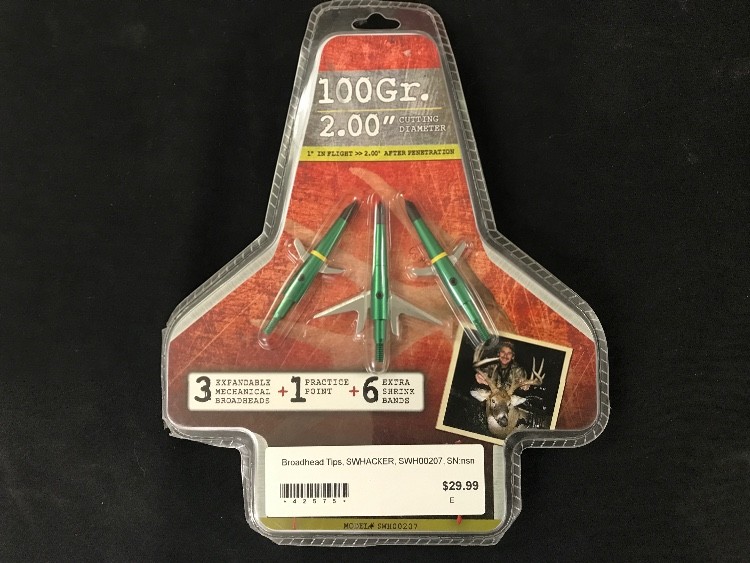 100Gr.
2.00" CUTTING DIAMETER
1" IN FLIGHT >> 2.00" AFTER PENETRATION
3 EXPANDABLE MECHANICAL BROADHEADS + 1 PRACTICE POINT + 6 EXTRA SHRINK BANDS
Broadhead Tips, SWHACKER, SWH00207, SN:nsn
$29.99
• 42575 •
E
MODEL# SWH00207